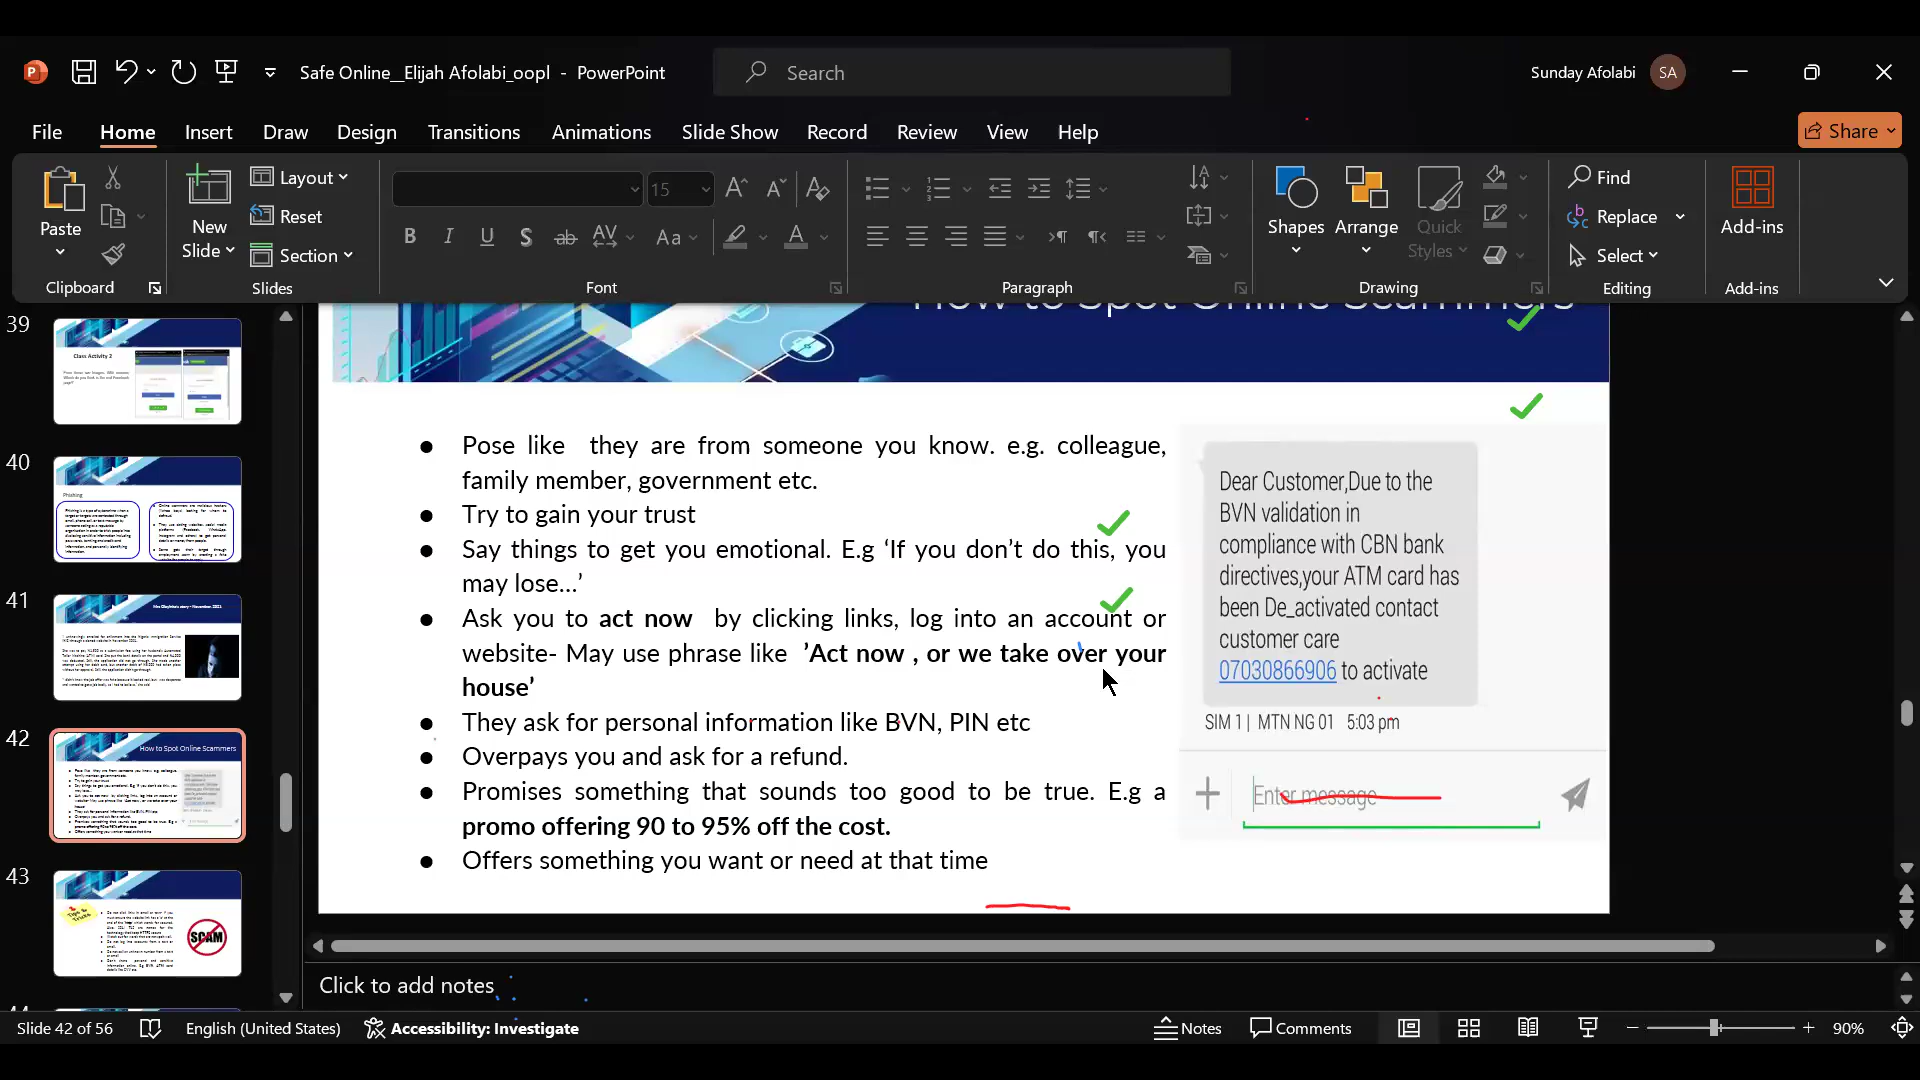 Safe Online__Elijah Afolabi_oopl - PowerPoint
Search
Sunday Afolabi
SA
File Home Insert Draw Design Transitions Animations Slide Show Record Review View Help
Share
Paste
Clipboard
New Slide
Layout
Reset
Section
Slides
15
Font
Paragraph
Shapes
Arrange
Quick Styles
Drawing
Find
Replace
Select
Editing
Add-ins
Add-ins
39
Class Activity 2
40
Phishing
41
42
How to Spot Online Scammers
43
SCAM
How to Spot Online Scammers
● Pose like they are from someone you know. e.g. colleague,
family member, government etc.
● Try to gain your trust
● Say things to get you emotional. E.g ‘If you don’t do this, you
may lose...’
● Ask you to act now by clicking links, log into an account or
website- May use phrase like ’Act now , or we take over your
house’
● They ask for personal information like BVN, PIN etc
● Overpays you and ask for a refund.
● Promises something that sounds too good to be true. E.g a
promo offering 90 to 95% off the cost.
● Offers something you want or need at that time
Dear Customer,Due to the
BVN validation in
compliance with CBN bank
directives,your ATM card has
been De_activated contact
customer care
07030866906 to activate
SIM 1 | MTN NG 01 5:03 pm
Enter message
Click to add notes
Slide 42 of 56
English (United States)
Accessibility: Investigate
Notes
Comments
90%